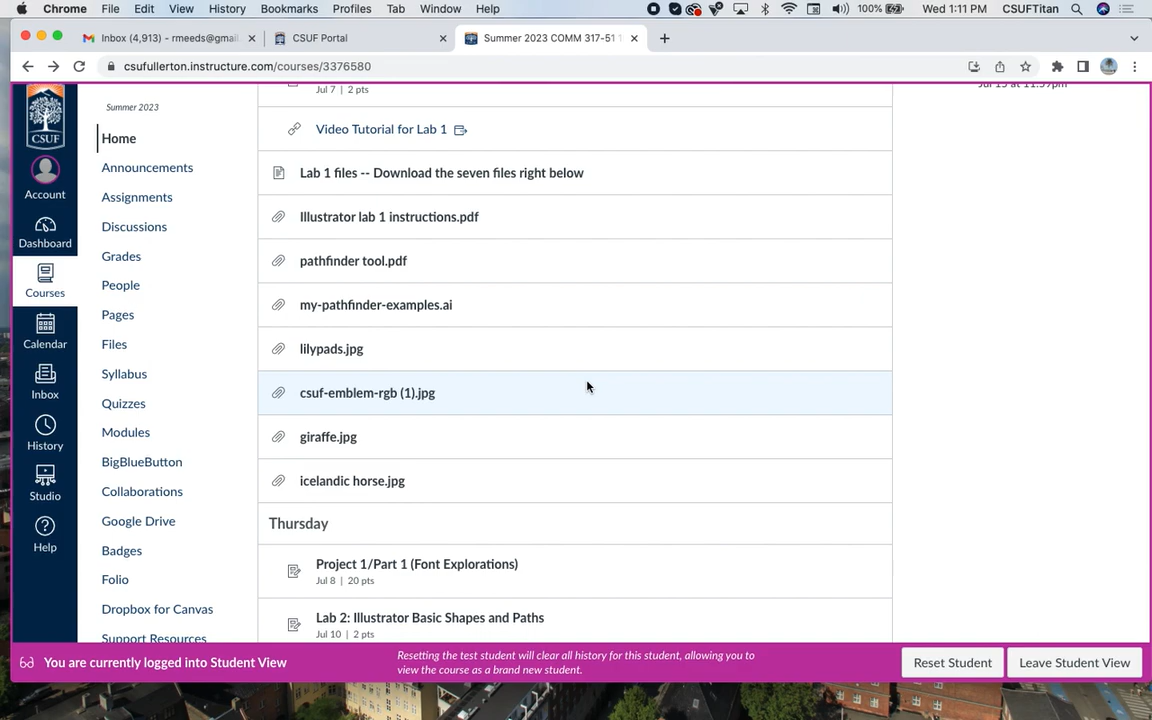 Chrome File Edit View History Bookmarks Profiles Tab Window Help 100% Wed 1:11 PM CSUFTitan
Inbox (4,913) - rmeeds@gmai
CSUF Portal
Summer 2023 COMM 317-51 1
csufullerton.instructure.com/courses/3376580
CSUF
Account
Dashboard
Courses
Calendar
Inbox
History
Studio
Help
Summer 2023
Home
Announcements
Assignments
Discussions
Grades
People
Pages
Files
Syllabus
Quizzes
Modules
BigBlueButton
Collaborations
Google Drive
Badges
Folio
Dropbox for Canvas
Support Resources
Jul 7 | 2 pts
Video Tutorial for Lab 1
Lab 1 files -- Download the seven files right below
Illustrator lab 1 instructions.pdf
pathfinder tool.pdf
my-pathfinder-examples.ai
lilypads.jpg
csuf-emblem-rgb (1).jpg
giraffe.jpg
icelandic horse.jpg
Thursday
Project 1/Part 1 (Font Explorations)
Jul 8 | 20 pts
Lab 2: Illustrator Basic Shapes and Paths
Jul 10 | 2 pts
Jul 15 at 11:59pm
You are currently logged into Student View
Resetting the test student will clear all history for this student, allowing you to
view the course as a brand new student.
Reset Student
Leave Student View